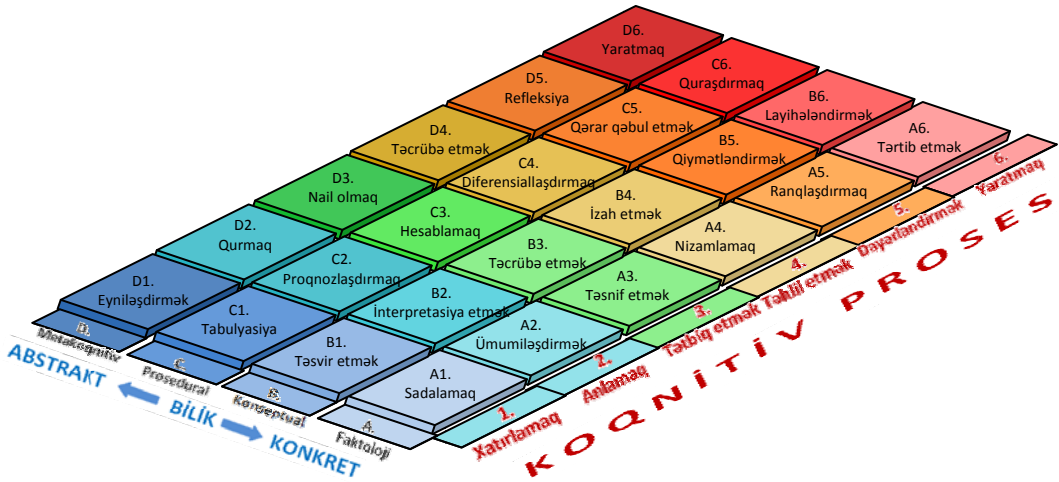 D6.
Yaratmaq
D5.
Refleksiya
C6.
Quraşdırmaq
D4.
Təcrübə etmək
C5.
Qərar qəbul etmək
B6.
Layihələndirmək
D3.
Nail olmaq
C4.
Diferensiallaşdırmaq
B5.
Qiymətləndirmək
A6.
Tərtib etmək
D2.
Qurmaq
C3.
Hesablamaq
B4.
İzah etmək
A5.
Ranqlaşdırmaq
D1.
Eyniləşdirmək
C2.
Proqnozlaşdırmaq
B3.
Təcrübə etmək
A4.
Nizamlamaq
C1.
Tabulyasiya
B2.
İnterpretasiya etmək
A3.
Təsnif etmək
B1.
Təsvir etmək
A2.
Ümumiləşdirmək
A1.
Sadalamaq
D.
Metakoqnitiv
C.
Prosedural
B.
Konseptual
A.
Faktoloji
ABSTRAKT
BİLİK
KONKRET
1.
Xatırlamaq
2.
Anlamaq
3.
Tətbiq etmək
4.
Təhlil etmək
5.
Dəyərləndirmək
6.
Yaratmaq
KOQNİTİV PROSES